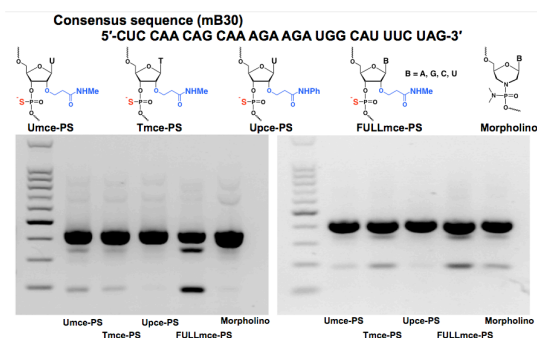 Consensus sequence (mB30)
5′-CUC CAA CAG CAA AGA AGA UGG CAU UUC UAG-3′
U T U B B
B = A, G, C, U
NHMe NHMe NHPh NHMe
Umce-PS Tmce-PS Upce-PS FULLmce-PS Morpholino
Umce-PS Upce-PS Morpholino Umce-PS Upce-PS Morpholino
Tmce-PS FULLmce-PS Tmce-PS FULLmce-PS